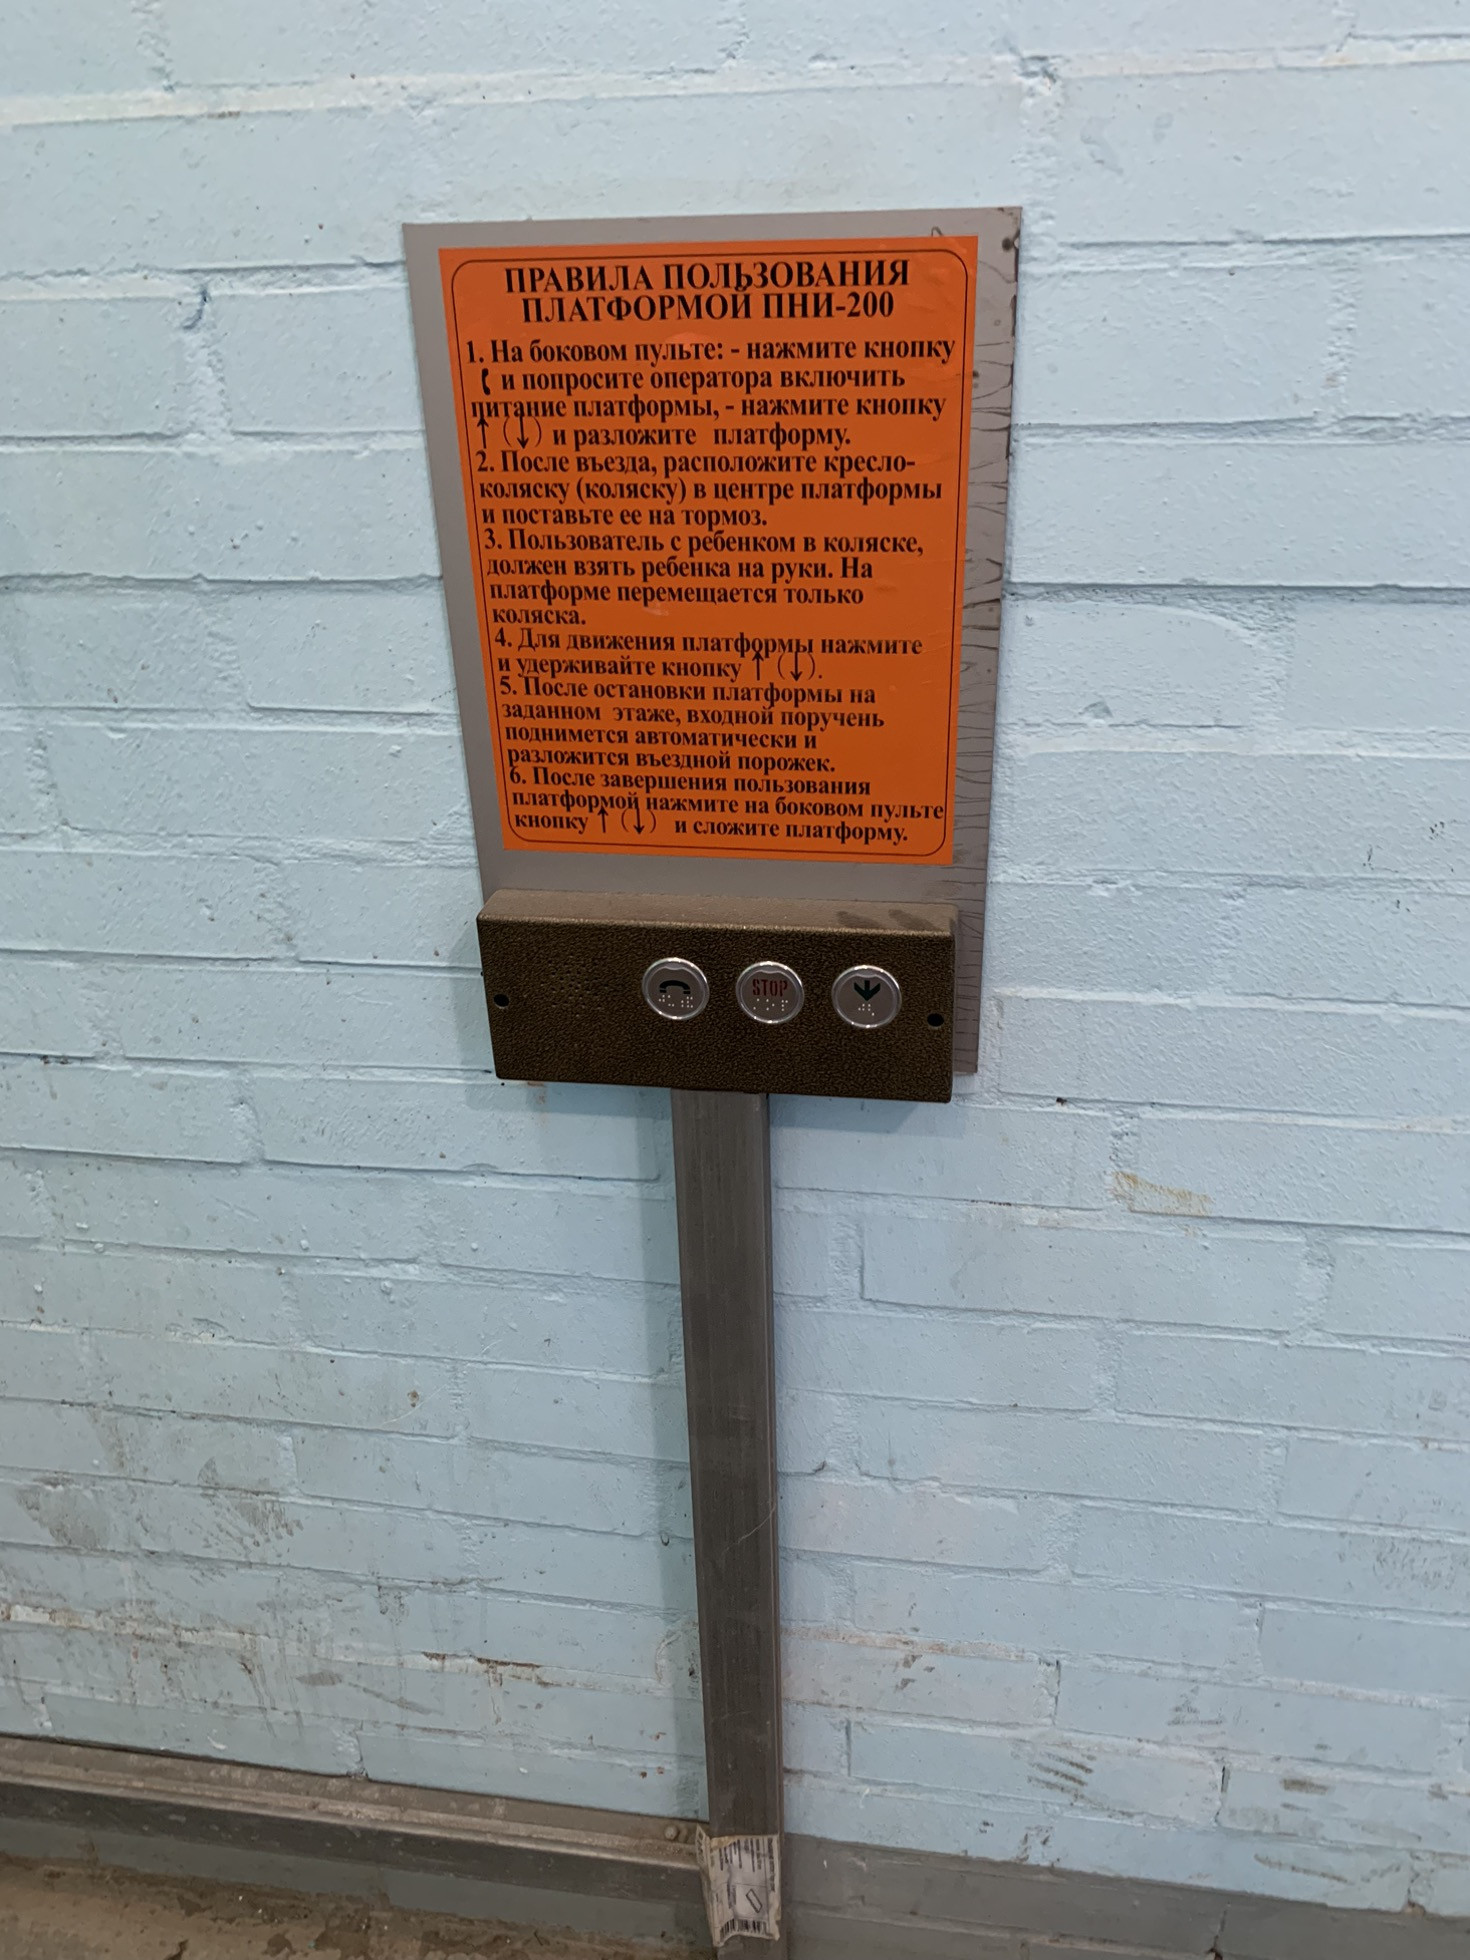 ПРАВИЛА ПОЛЬЗОВАНИЯ
ПЛАТФОРМОЙ ПНИ-200
1. На боковом пульте: - нажмите кнопку
и попросите оператора включить
питание платформы, - нажмите кнопку
↑ (↓) и разложите платформу.
2. После въезда, расположите кресло-
коляску (коляску) в центре платформы
и поставьте ее на тормоз.
3. Пользователь с ребенком в коляске,
должен взять ребенка на руки. На
платформе перемещается только
коляска.
4. Для движения платформы нажмите
и удерживайте кнопку ↑ (↓).
5. После остановки платформы на
заданном этаже, входной поручень
поднимется автоматически и
разложится въездной порожек.
6. После завершения пользования
платформой нажмите на боковом пульте
кнопку ↑ (↓) и сложите платформу.
STOP